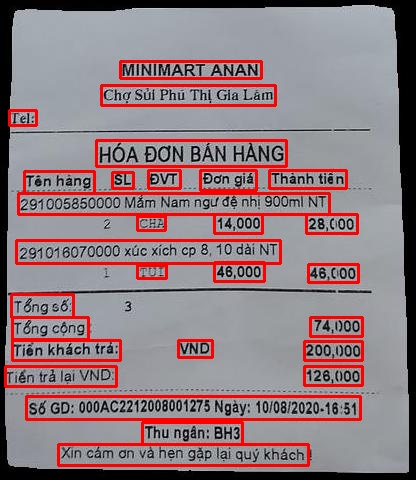 MINIMART ANAN
Chợ Sủi Phú Thị Gia Lâm
Tel:
HÓA ĐƠN BÁN HÀNG
Tên hàng SL ĐVT Đơn giá Thành tiền
291005850000 Mắm Nam ngư đệ nhị 900ml NT
2 CHA 14,000 28,000
291016070000 xúc xích cp 8, 10 dài NT
1 TUI 46,000 46,000
Tổng số: 3
Tổng cộng: 74,000
Tiền khách trả: VND 200,000
Tiền trả lại VND: 126,000
Số GD: 000AC2212008001275 Ngày: 10/08/2020-16:51
Thu ngân: BH3
Xin cám ơn và hẹn gặp lại quý khách !